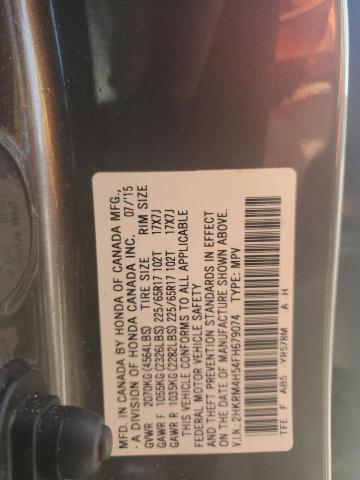 MFD. IN CANADA BY HONDA OF CANADA MFG.,
-A DIVISION OF HONDA CANADA INC. 07/'15
GVWR 2070KG (4564LBS) TIRE SIZE RIM SIZE
GAWR F 1055KG (2326LBS) 225/65R17 102T 17X7J
GAWR R 1035KG (2282LBS) 225/65R17 102T 17X7J
THIS VEHICLE CONFORMS TO ALL APPLICABLE
FEDERAL MOTOR VEHICLE SAFETY
AND THEFT PREVENTION STANDARDS IN EFFECT
ON THE DATE OF MANUFACTURE SHOWN ABOVE.
V.I.N.: 2HKRM4H54FH679074 TYPE: MPV
TFE F AB5 YR578M A -H